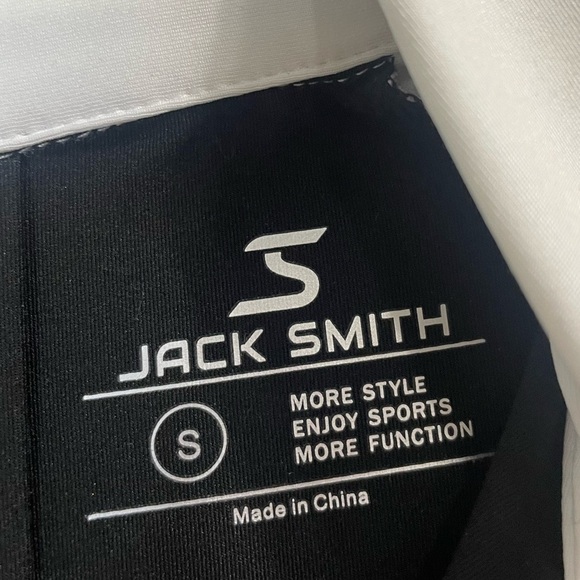 JACK SMITH
S
MORE STYLE
ENJOY SPORTS
MORE FUNCTION
Made in China